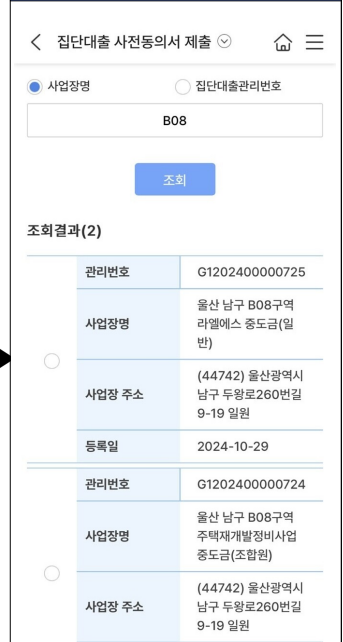 집단대출 사전동의서 제출
사업장명 집단대출관리번호
B08
조회
조회결과(2)
관리번호 G1202400000725
사업장명 울산 남구 B08구역
라엘에스 중도금(일
반)
사업장 주소 (44742) 울산광역시
남구 두왕로260번길
9-19 일원
등록일 2024-10-29
관리번호 G1202400000724
사업장명 울산 남구 B08구역
주택재개발정비사업
중도금(조합원)
사업장 주소 (44742) 울산광역시
남구 두왕로260번길
9-19 일원